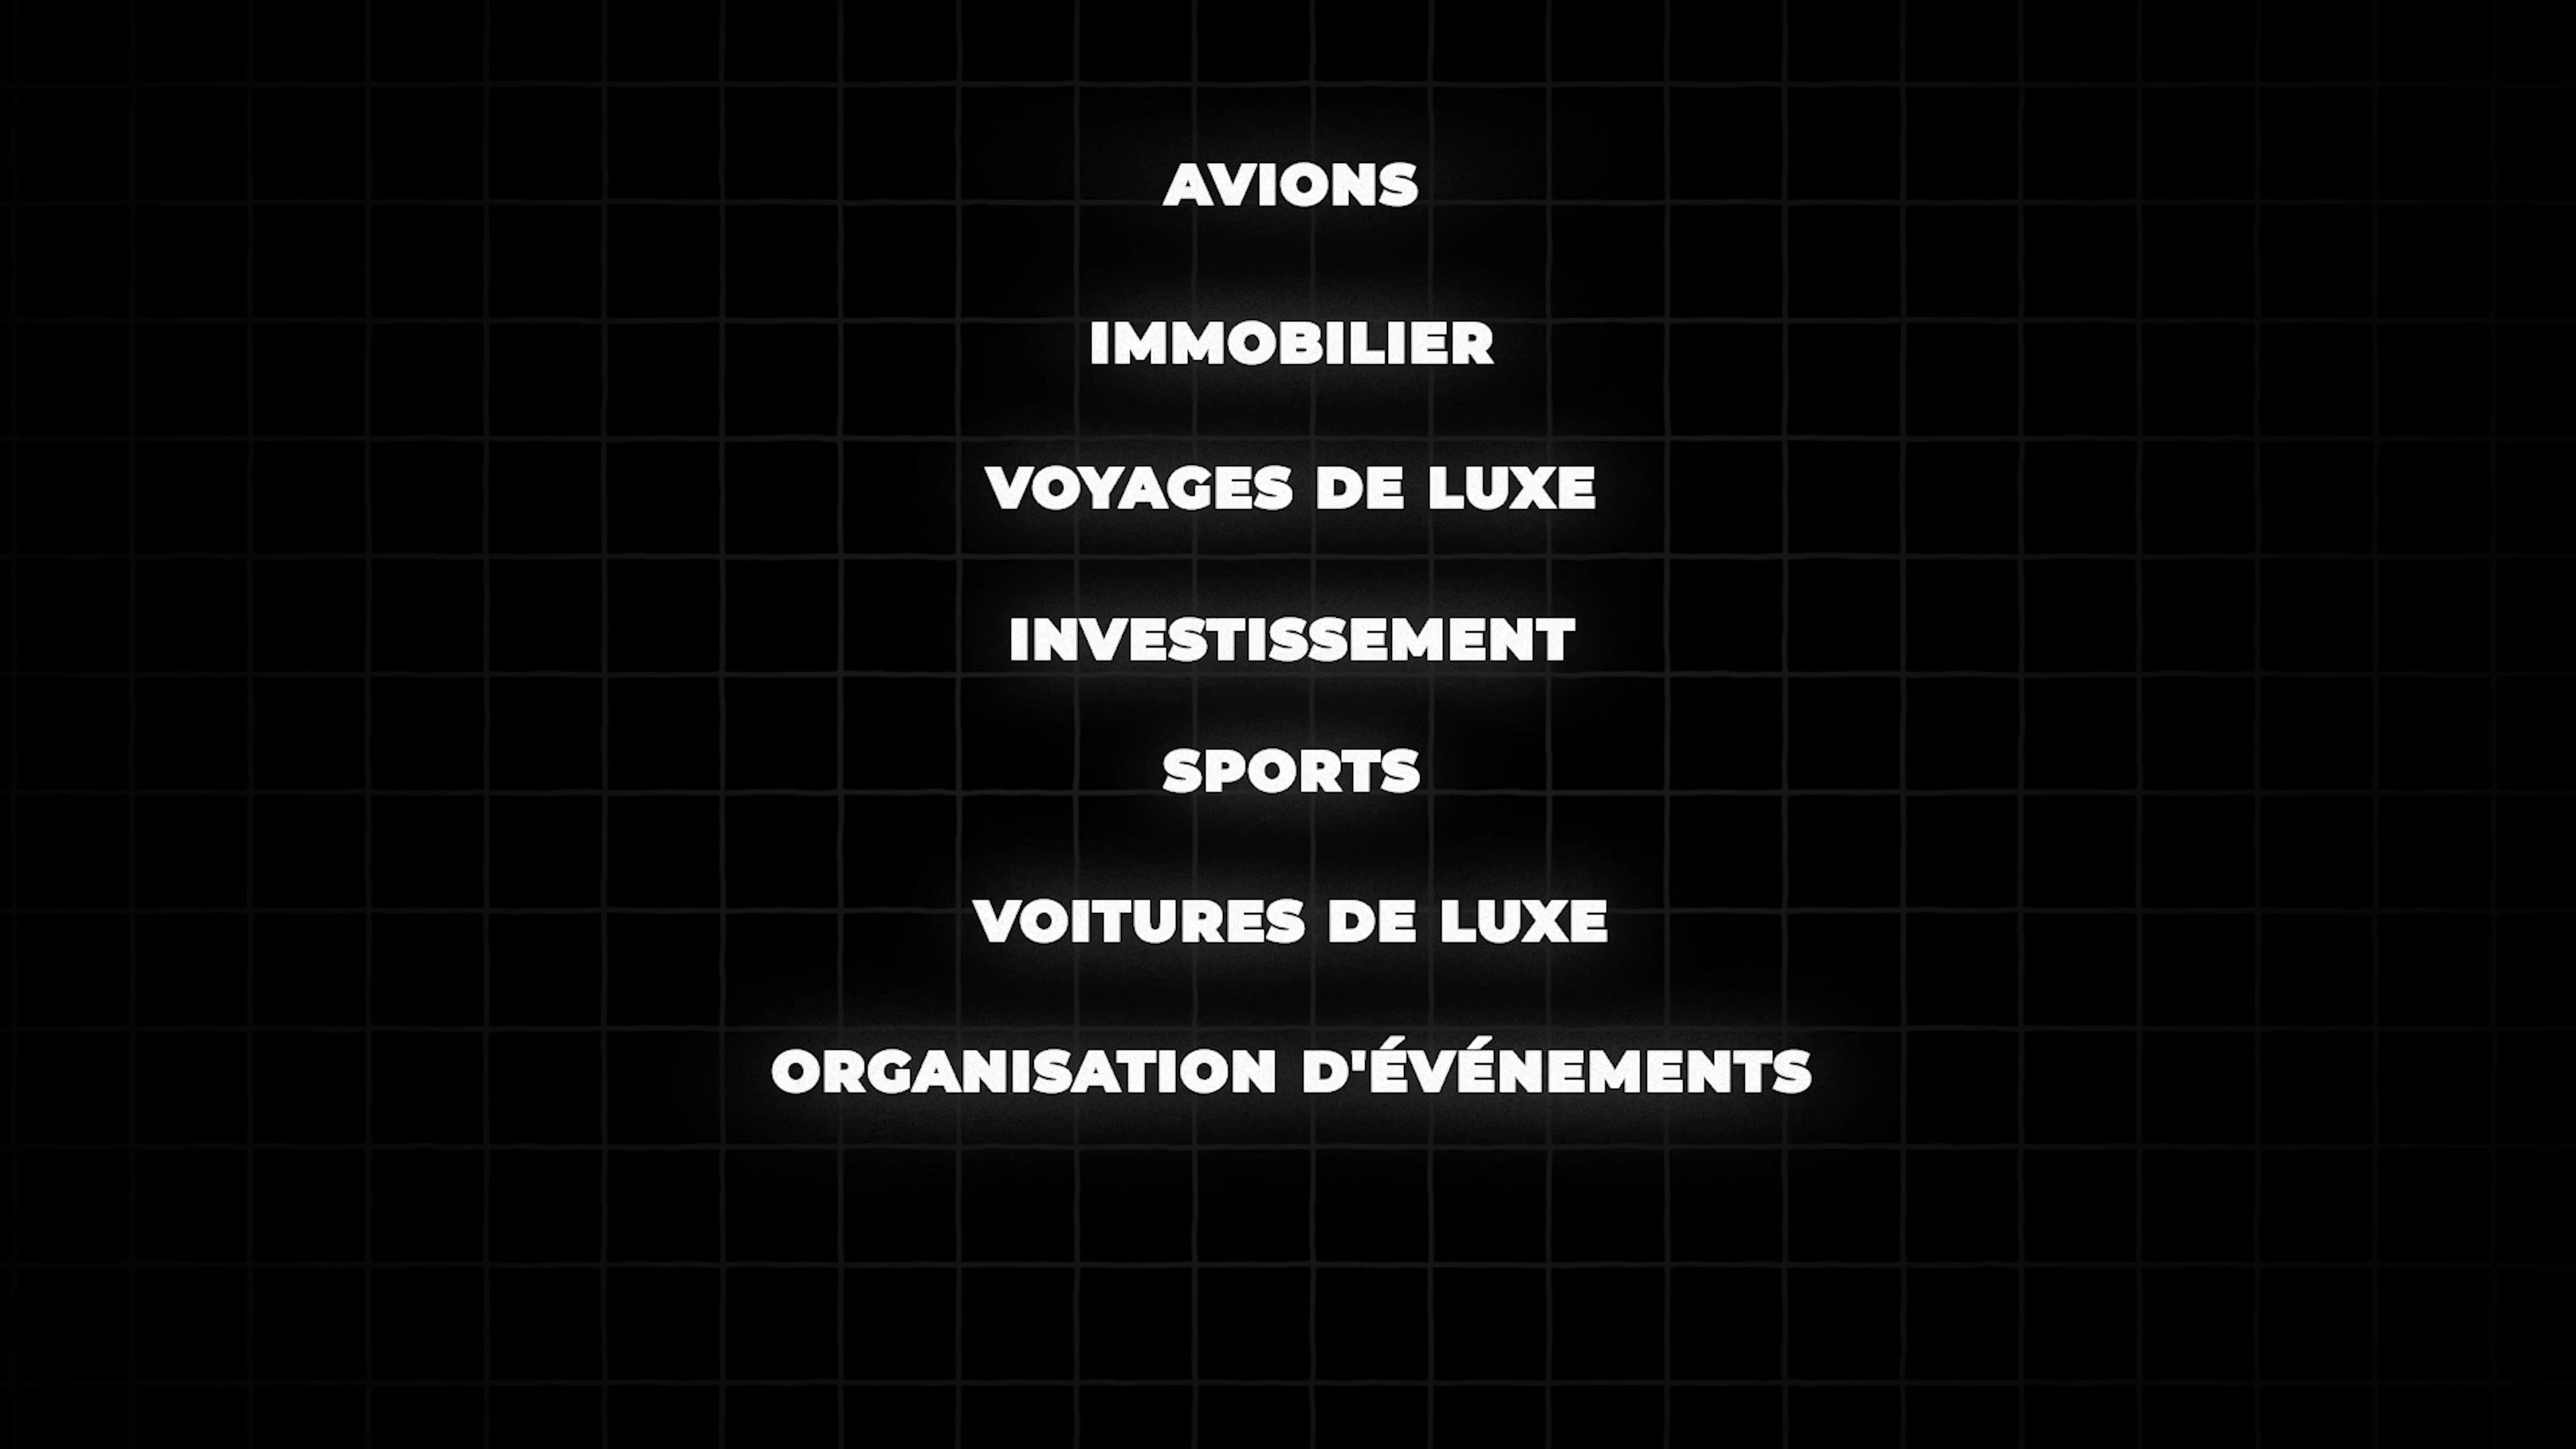 AVIONS
IMMOBILIER
VOYAGES DE LUXE
INVESTISSEMENT
SPORTS
VOITURES DE LUXE
ORGANISATION D'ÉVÉNEMENTS